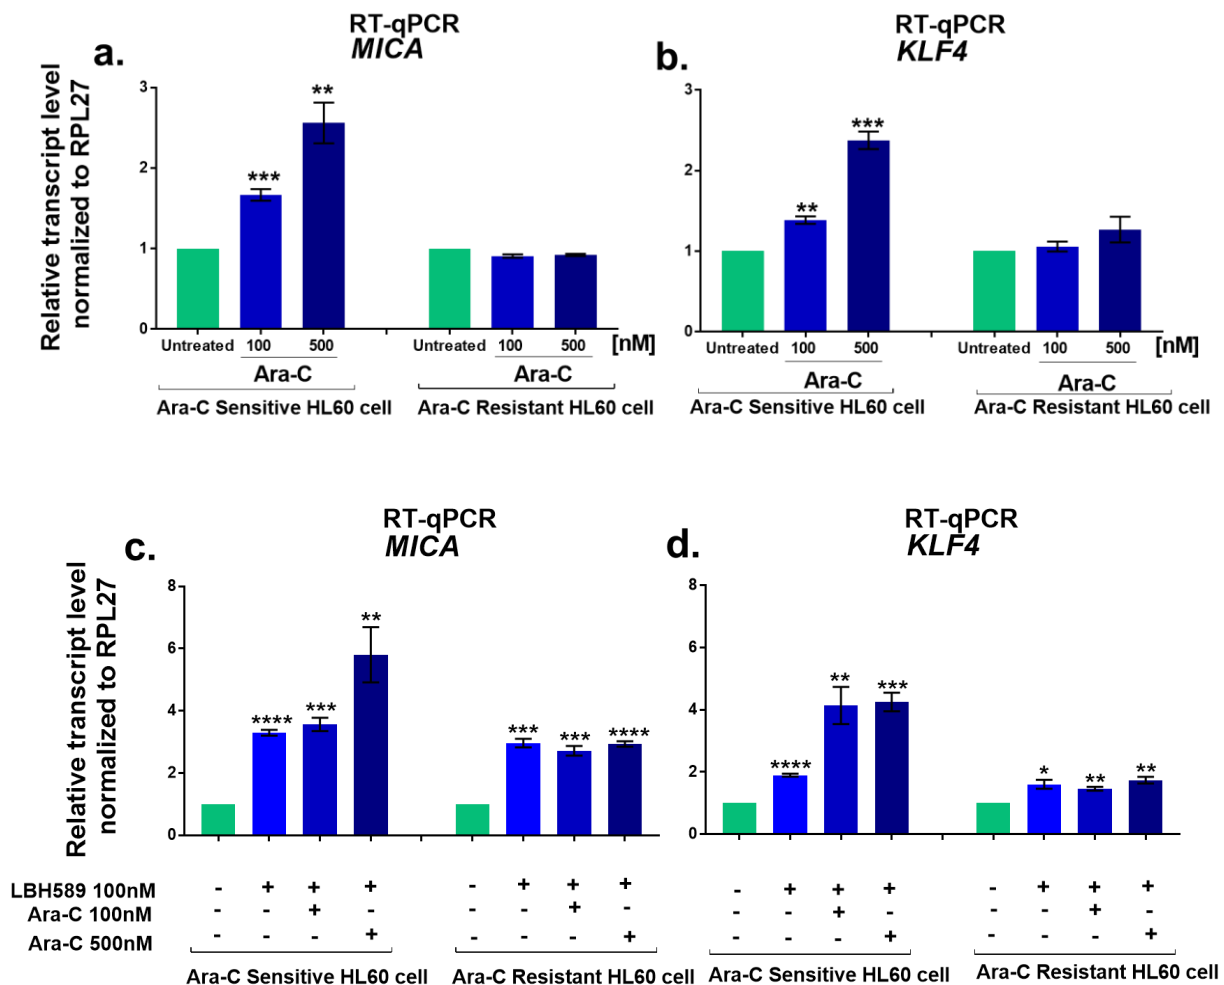 a.
RT-qPCR
MICA
Relative transcript level
normalized to RPL27
3
2
1
0
***
**
Untreated 100 500 Untreated 100 500 [nM]
Ara-C Ara-C
Ara-C Sensitive HL60 cell Ara-C Resistant HL60 cell
b.
RT-qPCR
KLF4
3
2
1
0
**
***
Untreated 100 500 Untreated 100 500 [nM]
Ara-C Ara-C
Ara-C Sensitive HL60 cell Ara-C Resistant HL60 cell
c.
RT-qPCR
MICA
Relative transcript level
normalized to RPL27
8
6
4
2
0
**** *** ** *** *** ****
d.
RT-qPCR
KLF4
8
6
4
2
0
**** ** *** * ** **
LBH589 100nM - + + + - + + + - + + + - + + +
Ara-C 100nM - - + - - - + - - - + - - - + -
Ara-C 500nM - - - + - - - + - - - + - - - +
Ara-C Sensitive HL60 cell Ara-C Resistant HL60 cell Ara-C Sensitive HL60 cell Ara-C Resistant HL60 cell